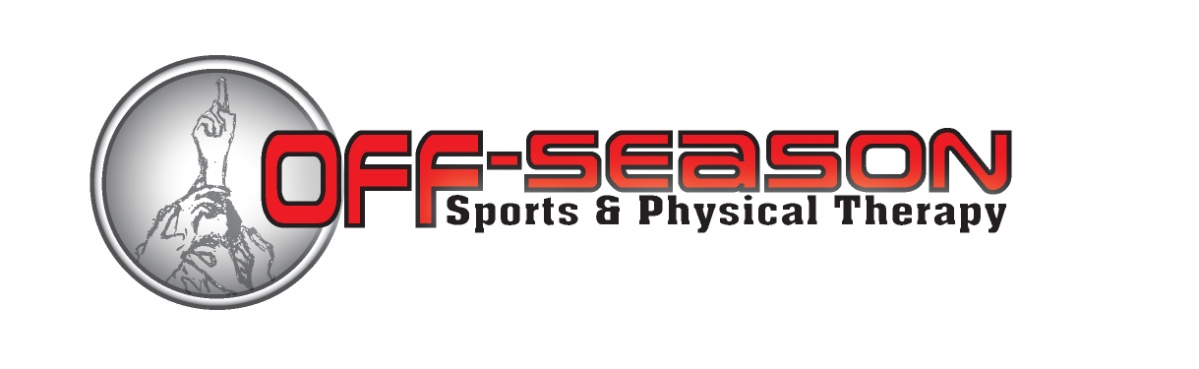 OFF-SEASON
Sports & Physical Therapy